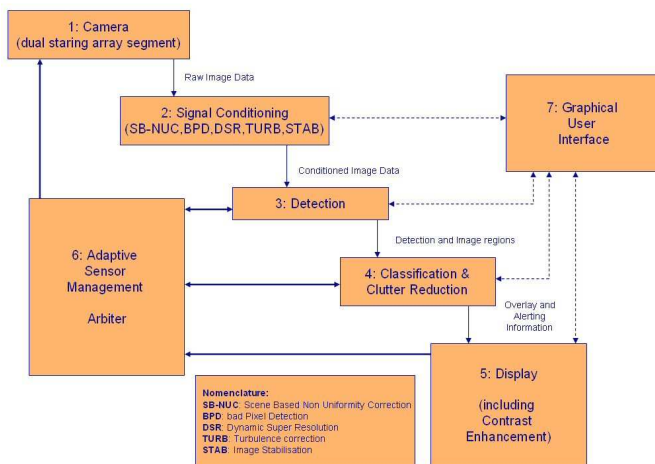 1: Camera
(dual staring array segment)
Raw Image Data
2: Signal Conditioning
(SB-NUC,BPD,DSR,TURB,STAB)
7: Graphical
User
Interface
Conditioned Image Data
3: Detection
Detection and Image regions
6: Adaptive
Sensor
Management
Arbiter
4: Classification &
Clutter Reduction
Overlay and
Alerting
Information
5: Display
(including
Contrast
Enhancement)
Nomenclature:
SB-NUC: Scene Based Non Uniformity Correction
BPD: bad Pixel Detection
DSR: Dynamic Super Resolution
TURB: Turbulence correction
STAB: Image Stabilisation